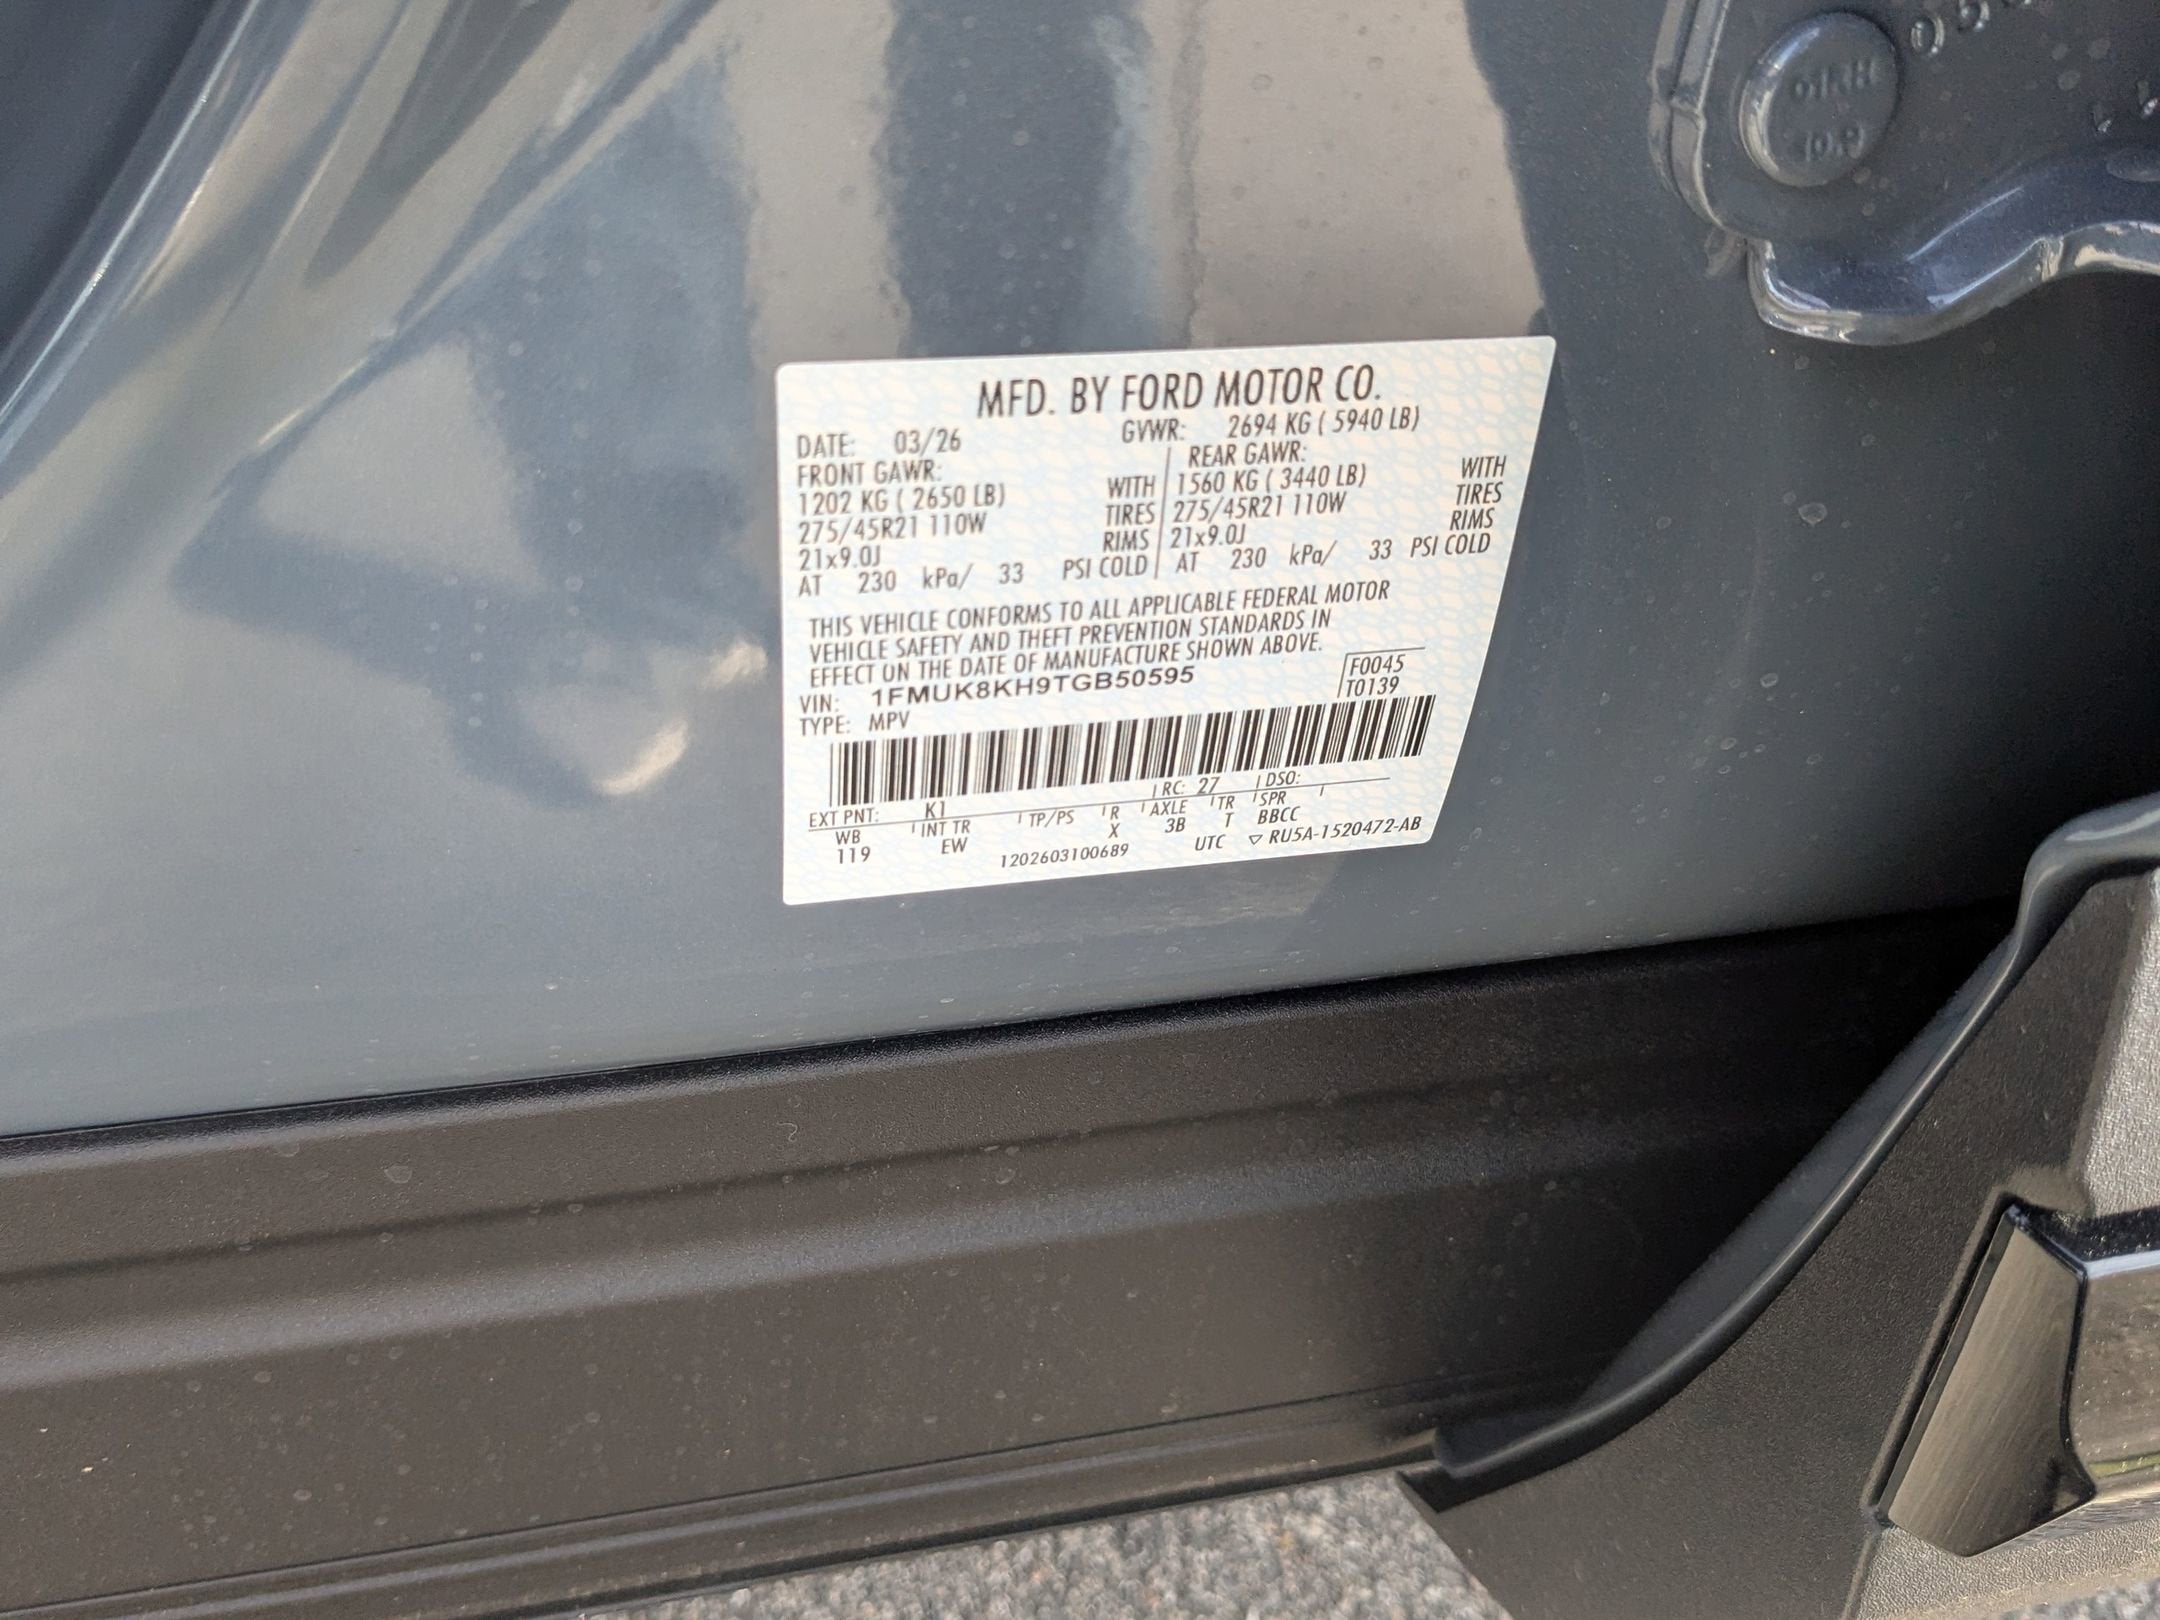 MFD. BY FORD MOTOR CO.
DATE: 03/26 GVWR: 2694 KG ( 5940 LB)
FRONT GAWR: REAR GAWR:
1202 KG ( 2650 LB) WITH 1560 KG ( 3440 LB) WITH
275/45R21 110W TIRES 275/45R21 110W TIRES
21x9.0J RIMS 21x9.0J RIMS
AT 230 kPa/ 33 PSI COLD AT 230 kPa/ 33 PSI COLD
THIS VEHICLE CONFORMS TO ALL APPLICABLE FEDERAL MOTOR
VEHICLE SAFETY AND THEFT PREVENTION STANDARDS IN
EFFECT ON THE DATE OF MANUFACTURE SHOWN ABOVE.
VIN: 1FMUK8KH9TGB50595 F0045
TYPE: MPV T0139
EXT PNT: K1 RC: 27 DSO:
WB INT TR TP/PS R AXLE TR SPR
119 EW X 3B T BBCC
1202603100689 UTC ▽ RU5A-1520472-AB